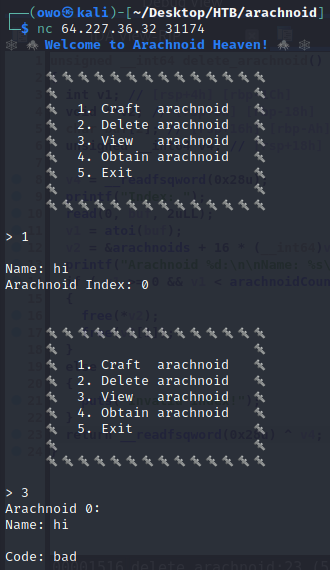 ┌──(owo㉿kali)-[~/Desktop/HTB/arachnoid]
└─$ nc 64.227.36.32 31174
🕸 🕷 Welcome to Arachnoid Heaven! 🕷 🕸
🔩 🔩 🔩 🔩 🔩 🔩 🔩 🔩 🔩 🔩 🔩
🔩 🔩
🔩 1. Craft arachnoid 🔩
🔩 2. Delete arachnoid 🔩
🔩 3. View arachnoid 🔩
🔩 4. Obtain arachnoid 🔩
🔩 5. Exit 🔩
🔩 🔩
🔩 🔩 🔩 🔩 🔩 🔩 🔩 🔩 🔩 🔩 🔩
> 1
Name: hi
Arachnoid Index: 0
🔩 🔩 🔩 🔩 🔩 🔩 🔩 🔩 🔩 🔩 🔩
🔩 🔩
🔩 1. Craft arachnoid 🔩
🔩 2. Delete arachnoid 🔩
🔩 3. View arachnoid 🔩
🔩 4. Obtain arachnoid 🔩
🔩 5. Exit 🔩
🔩 🔩
🔩 🔩 🔩 🔩 🔩 🔩 🔩 🔩 🔩 🔩 🔩
> 3
Arachnoid 0:
Name: hi
Code: bad